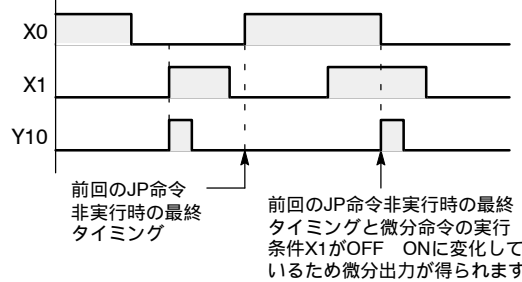 X0
X1
Y10
前回のJP命令
非実行時の最終
タイミング
前回のJP命令非実行時の最終
タイミングと微分命令の実行
条件X1がOFF　ONに変化して
いるため微分出力が得られます